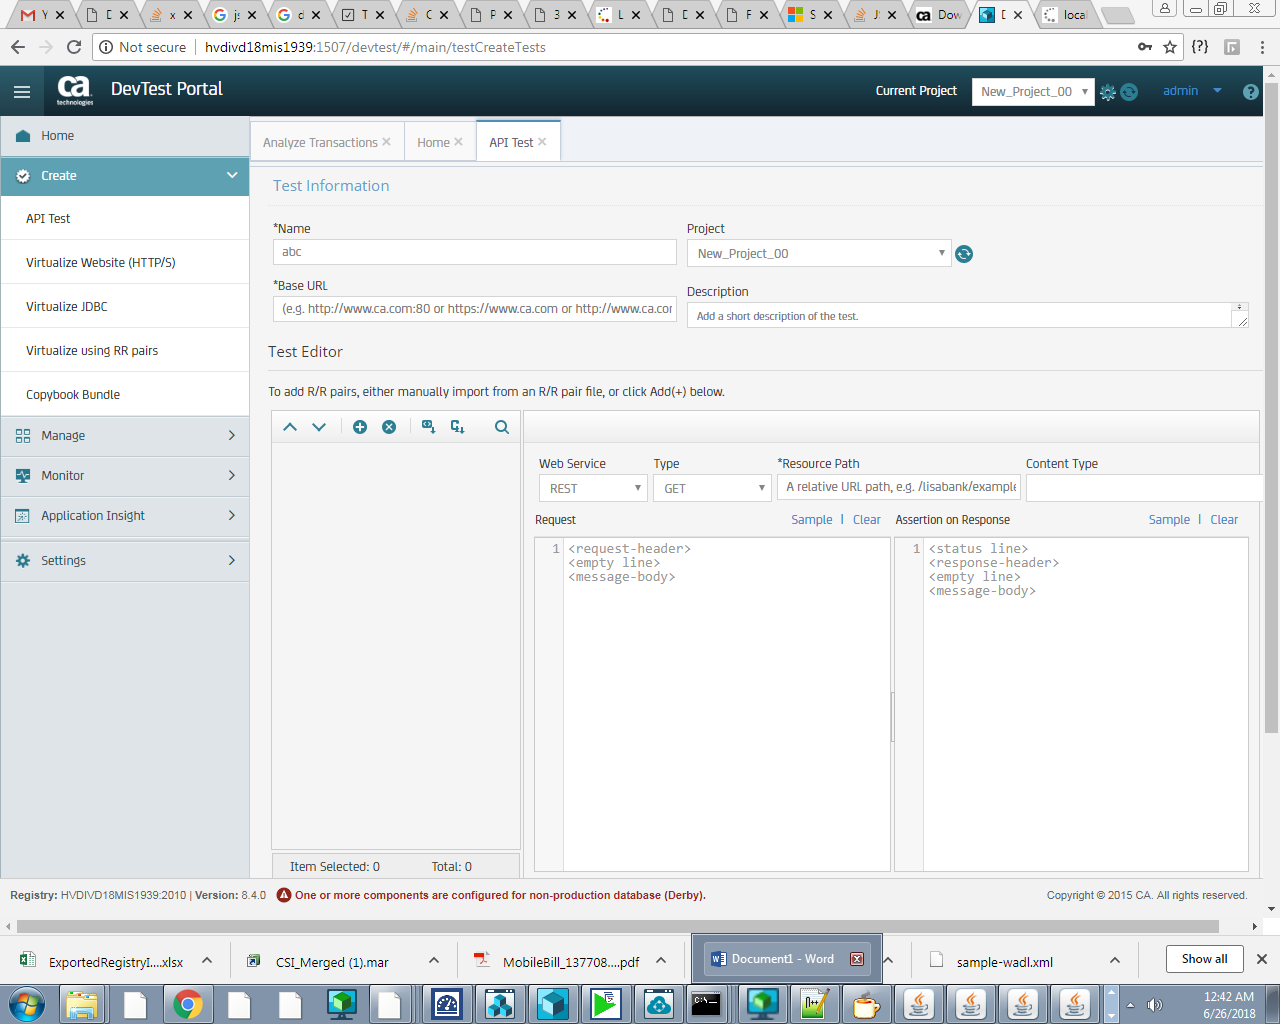 Y
D
x
js
d
T
C
P
3
L
D
F
S
JS
ca Dow
D
local
Not secure
hvdivd18mis1939:1507/devtest/#/main/testCreateTests
{?}
ca technologies
DevTest Portal
Current Project
New_Project_00
admin
?
Home
Create
API Test
Virtualize Website (HTTP/S)
Virtualize JDBC
Virtualize using RR pairs
Copybook Bundle
Manage
Monitor
Application Insight
Settings
Analyze Transactions
Home
API Test
Test Information
*Name
abc
Project
New_Project_00
*Base URL
(e.g. http://www.ca.com:80 or https://www.ca.com or http://www.ca.cor
Description
Add a short description of the test.
Test Editor
To add R/R pairs, either manually import from an R/R pair file, or click Add(+) below.
Web Service
Type
*Resource Path
Content Type
REST
GET
A relative URL path, e.g. /lisabank/example
Request
Sample | Clear
Assertion on Response
Sample | Clear
1 <request-header>
<empty line>
<message-body>
1 <status line>
<response-header>
<empty line>
<message-body>
Item Selected: 0
Total: 0
Registry: HVDIVD18MIS1939:2010 | Version: 8.4.0
One or more components are configured for non-production database (Derby).
Copyright © 2015 CA. All rights reserved.
ExportedRegistryI....xlsx
CSI_Merged (1).mar
MobileBill_137708....pdf
Document1 - Word
sample-wadl.xml
Show all
12:42 AM
6/26/2018